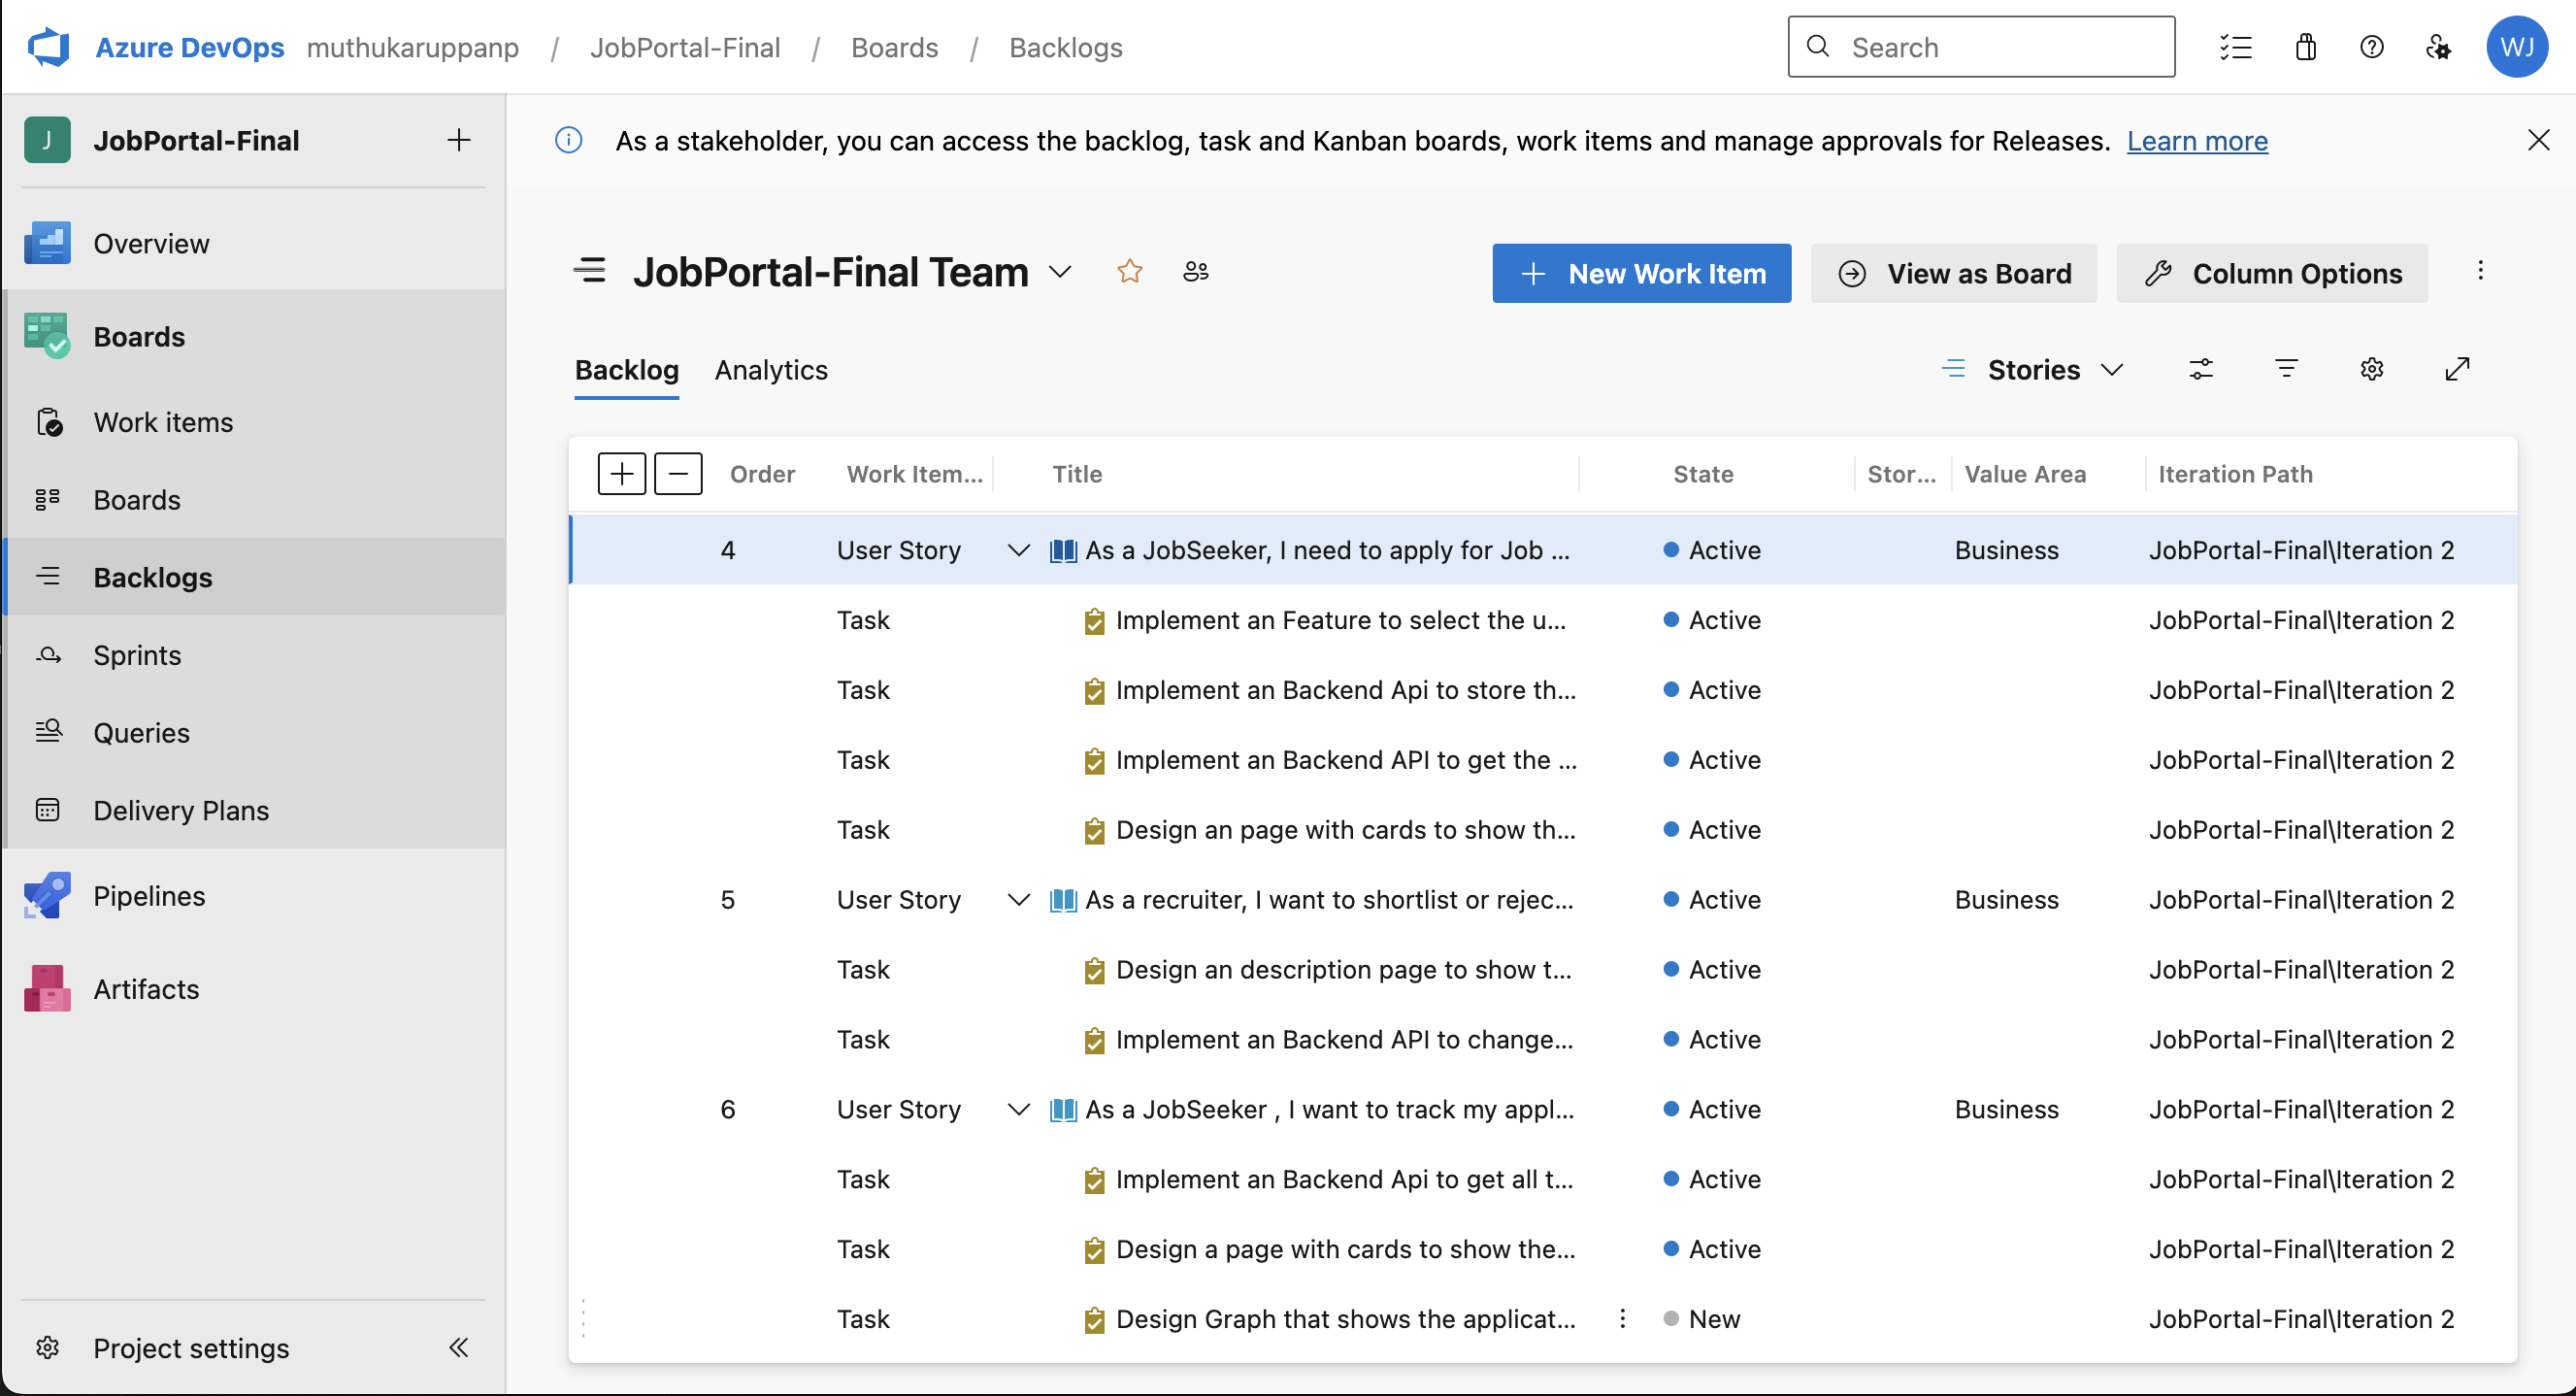 Azure DevOps muthukaruppanp / JobPortal-Final / Boards / Backlogs Search WJ
J JobPortal-Final
As a stakeholder, you can access the backlog, task and Kanban boards, work items and manage approvals for Releases. Learn more
Overview
Boards
Work items
Boards
Backlogs
Sprints
Queries
Delivery Plans
Pipelines
Artifacts
Project settings
JobPortal-Final Team New Work Item View as Board Column Options
Backlog Analytics Stories
Order Work Item... Title State Stor... Value Area Iteration Path
4 User Story As a JobSeeker, I need to apply for Job ... Active Business JobPortal-Final\Iteration 2
Task Implement an Feature to select the u... Active JobPortal-Final\Iteration 2
Task Implement an Backend Api to store th... Active JobPortal-Final\Iteration 2
Task Implement an Backend API to get the ... Active JobPortal-Final\Iteration 2
Task Design an page with cards to show th... Active JobPortal-Final\Iteration 2
5 User Story As a recruiter, I want to shortlist or rejec... Active Business JobPortal-Final\Iteration 2
Task Design an description page to show t... Active JobPortal-Final\Iteration 2
Task Implement an Backend API to change... Active JobPortal-Final\Iteration 2
6 User Story As a JobSeeker , I want to track my appl... Active Business JobPortal-Final\Iteration 2
Task Implement an Backend Api to get all t... Active JobPortal-Final\Iteration 2
Task Design a page with cards to show the... Active JobPortal-Final\Iteration 2
Task Design Graph that shows the applicat... New JobPortal-Final\Iteration 2